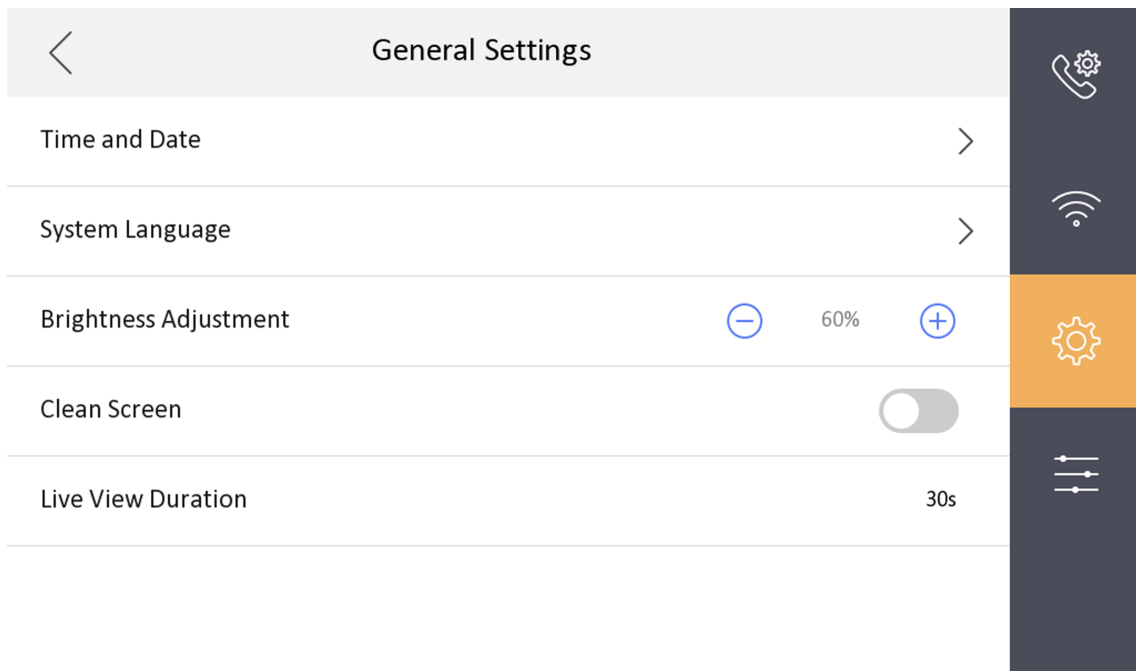 General Settings
Time and Date
System Language
Brightness Adjustment 60%
Clean Screen
Live View Duration 30s